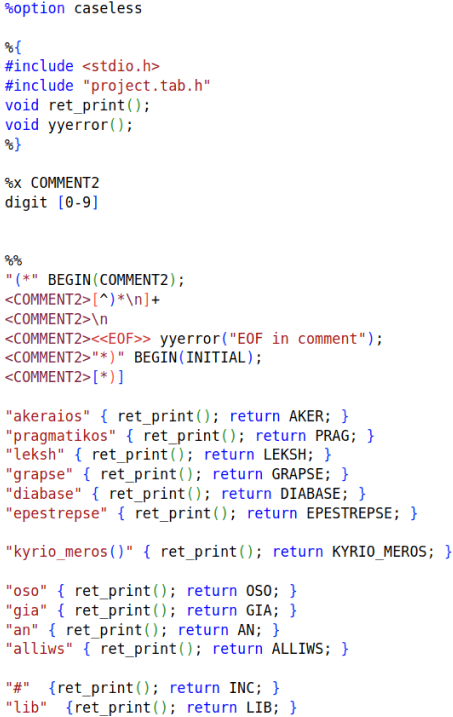 %option caseless
%{
#include <stdio.h>
#include "project.tab.h"
void ret_print();
void yyerror();
%}
%x COMMENT2
digit [0-9]
%%
"(*" BEGIN(COMMENT2);
<COMMENT2>[^)*\n]+
<COMMENT2>\n
<COMMENT2><<EOF>> yyerror("EOF in comment");
<COMMENT2>"*)" BEGIN(INITIAL);
<COMMENT2>[*)]
"akeraios" { ret_print(); return AKER; }
"pragmatikos" { ret_print(); return PRAG; }
"leksh" { ret_print(); return LEKSH; }
"grapse" { ret_print(); return GRAPSE; }
"diabase" { ret_print(); return DIABASE; }
"epestrepse" { ret_print(); return EPESTREPSE; }
"kyrio_meros()" { ret_print(); return KYRIO_MEROS; }
"oso" { ret_print(); return OSO; }
"gia" { ret_print(); return GIA; }
"an" { ret_print(); return AN; }
"alliws" { ret_print(); return ALLIWS; }
"#"  {ret_print(); return INC; }
"lib"  {ret_print(); return LIB; }